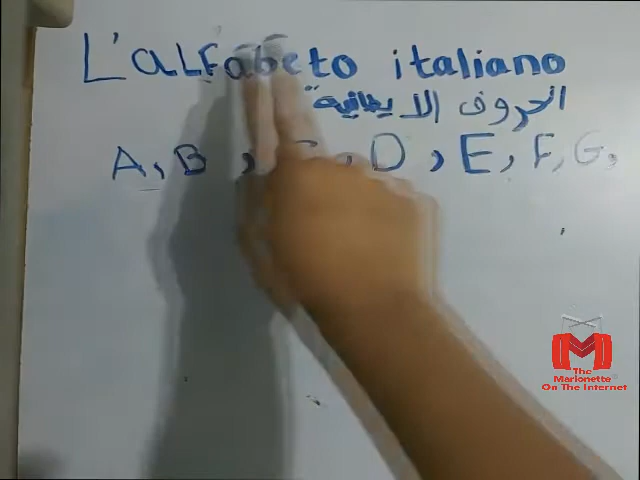 L'aLfabeto italiano
الحروف الايطالية
A, B, C, D, E, F, G,
The
Marionette
On The Internet